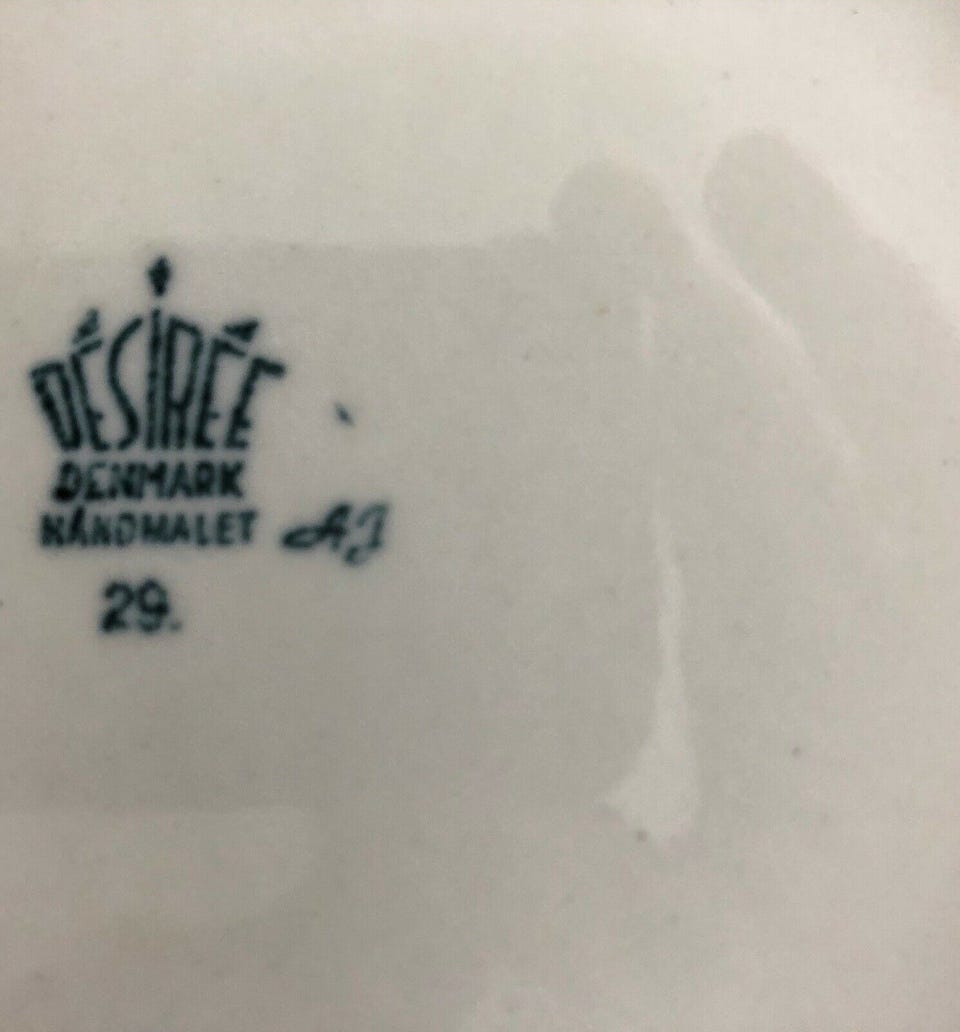 DÉSIRÉE
DENMARK
HÅNDMALET AJ
29.